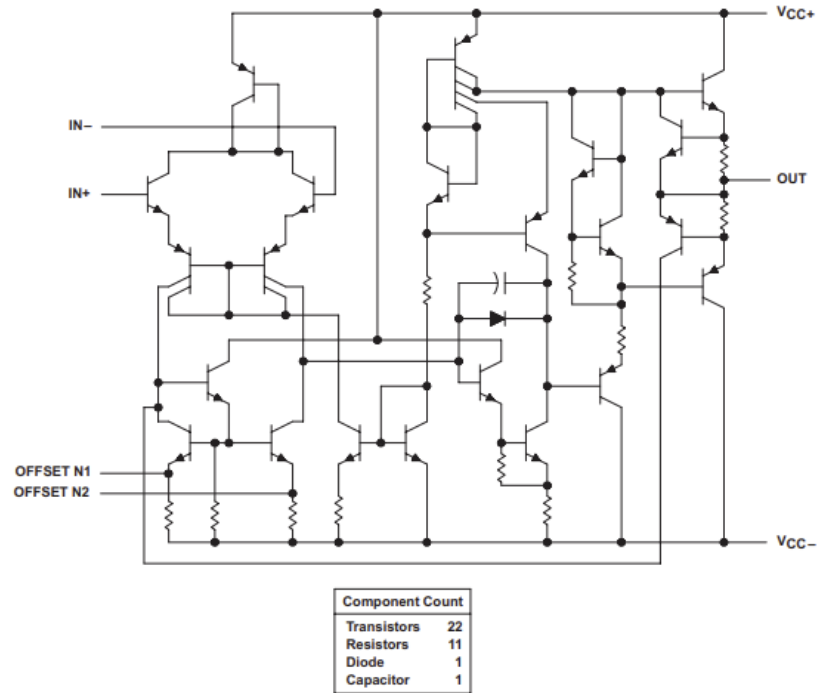 VCC+
IN−
IN+
OUT
OFFSET N1
OFFSET N2
VCC−
Component Count
Transistors 22
Resistors 11
Diode 1
Capacitor 1